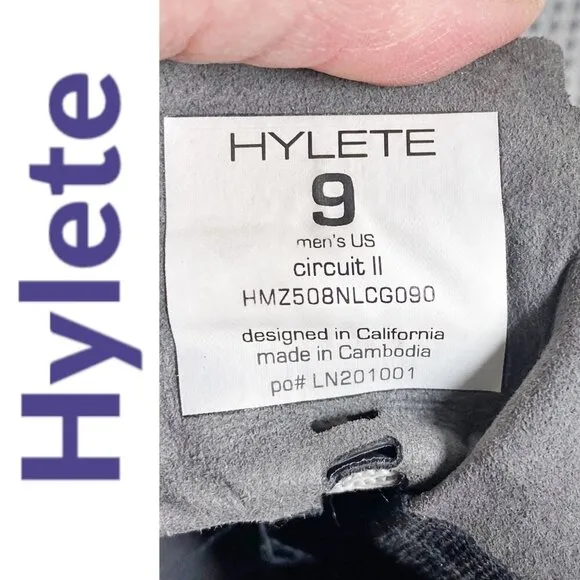 Hylete
HYLETE
9
men's US
circuit II
HMZ508NLCG090
designed in California
made in Cambodia
po# LN201001